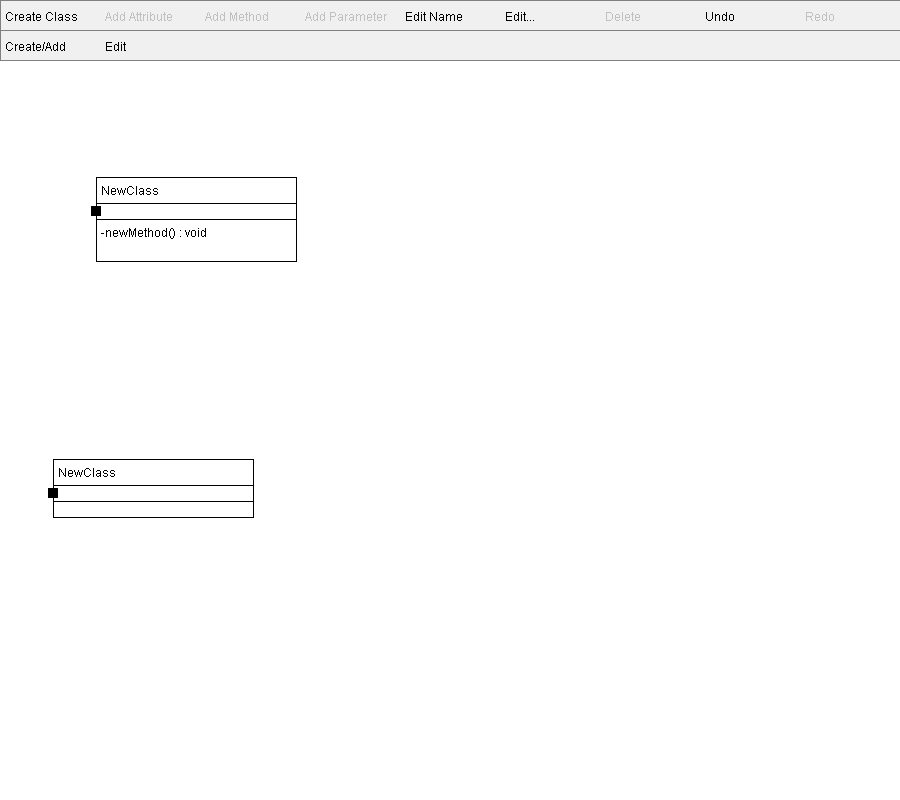 Create Class Add Attribute Add Method Add Parameter Edit Name Edit... Delete Undo Redo
Create/Add Edit
NewClass
-newMethod() : void
NewClass